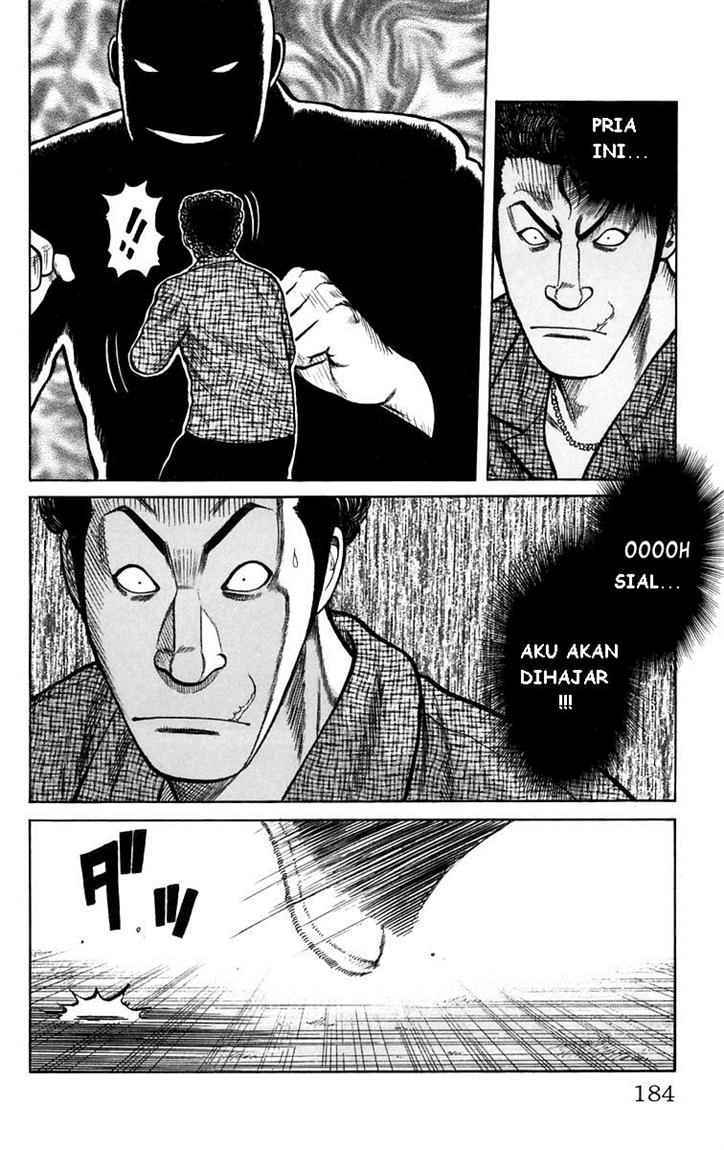 PRIA
INI...
!!
OOOOH
SIAL...
AKU AKAN
DIHAJAR
!!!
ダッ
184